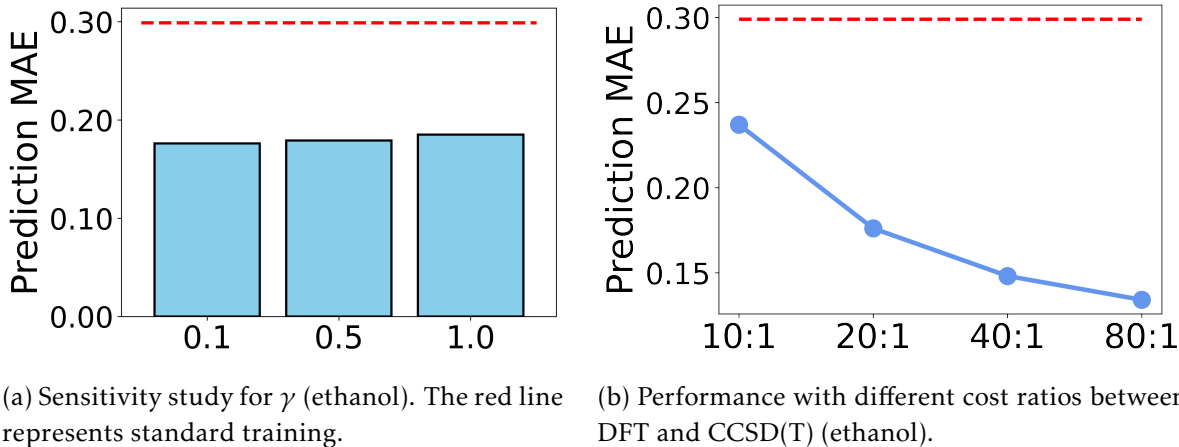 Prediction MAE
0.30
0.20
0.10
0.00
0.1 0.5 1.0
(a) Sensitivity study for γ (ethanol). The red line
represents standard training.
Prediction MAE
0.30
0.25
0.20
0.15
10:1 20:1 40:1 80:1
(b) Performance with different cost ratios between
DFT and CCSD(T) (ethanol).